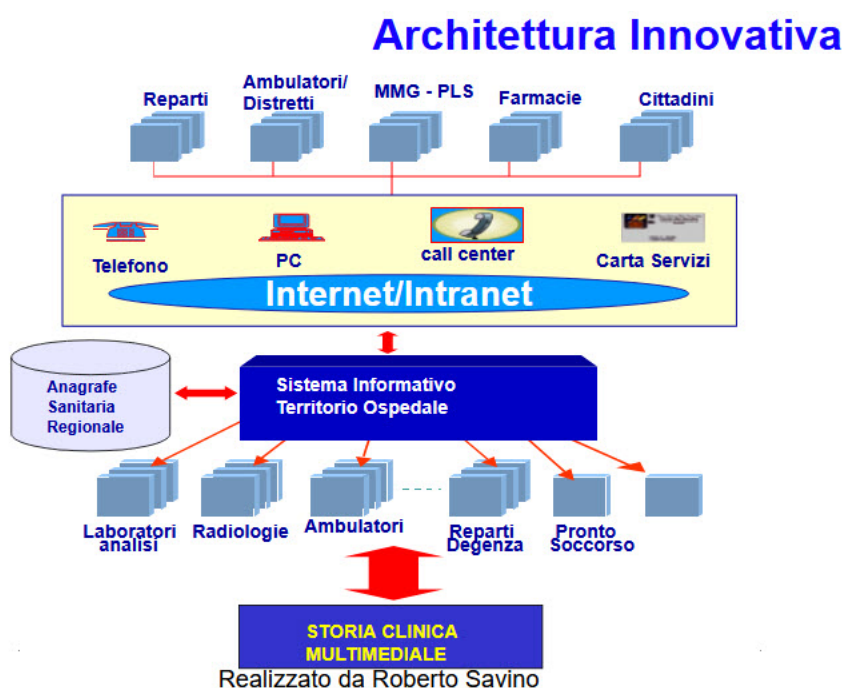 Architettura Innovativa
Reparti
Ambulatori/
Distretti
MMG - PLS
Farmacie
Cittadini
Telefono
PC
call center
Carta Servizi
Internet/Intranet
Anagrafe
Sanitaria
Regionale
Sistema Informativo
Territorio Ospedale
Laboratori
analisi
Radiologie
Ambulatori
Reparti
Degenza
Pronto
Soccorso
STORIA CLINICA
MULTIMEDIALE
Realizzato da Roberto Savino